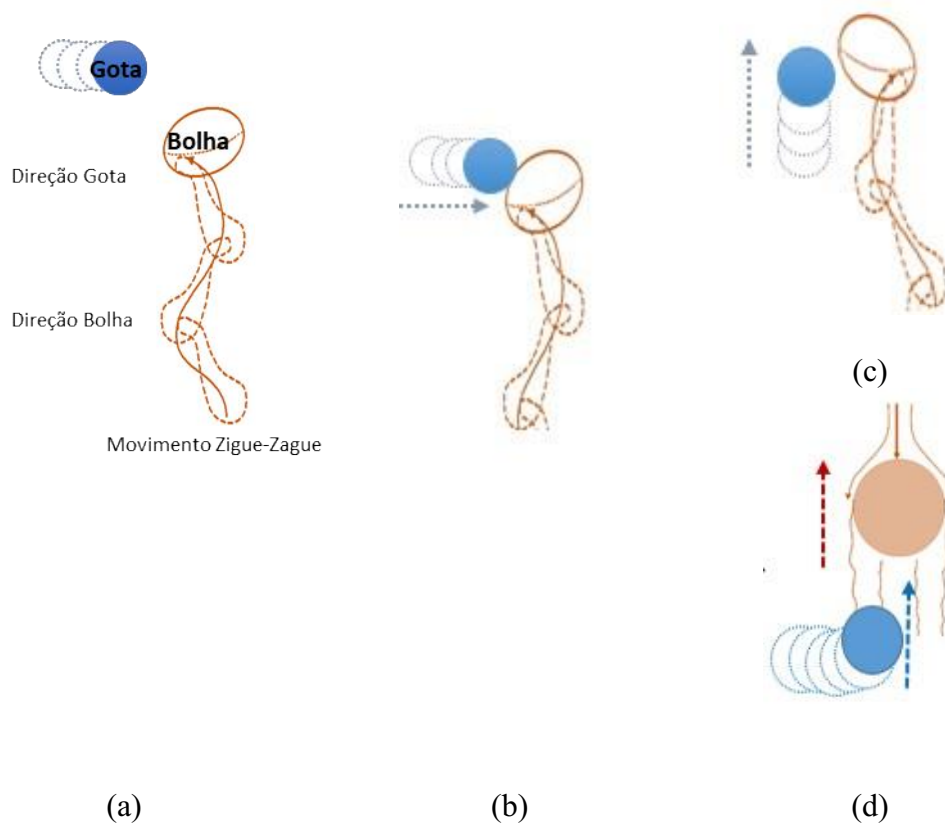 Gota
Bolha
Direção Gota
Direção Bolha
Movimento Zigue-Zague
(c)
(a)
(b)
(d)